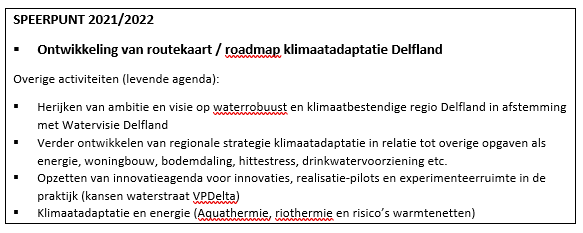 SPEERPUNT 2021/2022
▪ Ontwikkeling van routekaart / roadmap klimaatadaptatie Delfland
Overige activiteiten (levende agenda):
▪ Herijken van ambitie en visie op waterrobuust en klimaatbestendige regio Delfland in afstemming
met Watervisie Delfland
▪ Verder ontwikkelen van regionale strategie klimaatadaptatie in relatie tot overige opgaven als
energie, woningbouw, bodemdaling, hittestress, drinkwatervoorziening etc.
▪ Opzetten van innovatieagenda voor innovaties, realisatie-pilots en experimenteerruimte in de
praktijk (kansen waterstraat VPDelta)
▪ Klimaatadaptatie en energie (Aquathermie, riothermie en risico's warmtenetten)